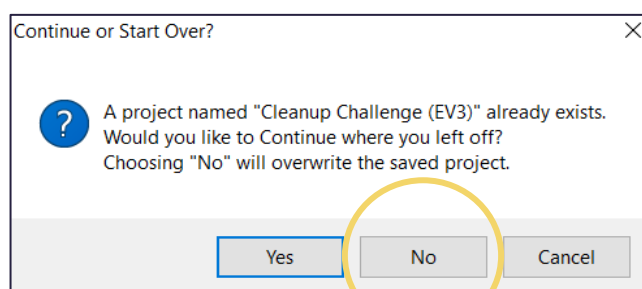 Continue or Start Over?
A project named "Cleanup Challenge (EV3)" already exists.
Would you like to Continue where you left off?
Choosing "No" will overwrite the saved project.
Yes No Cancel